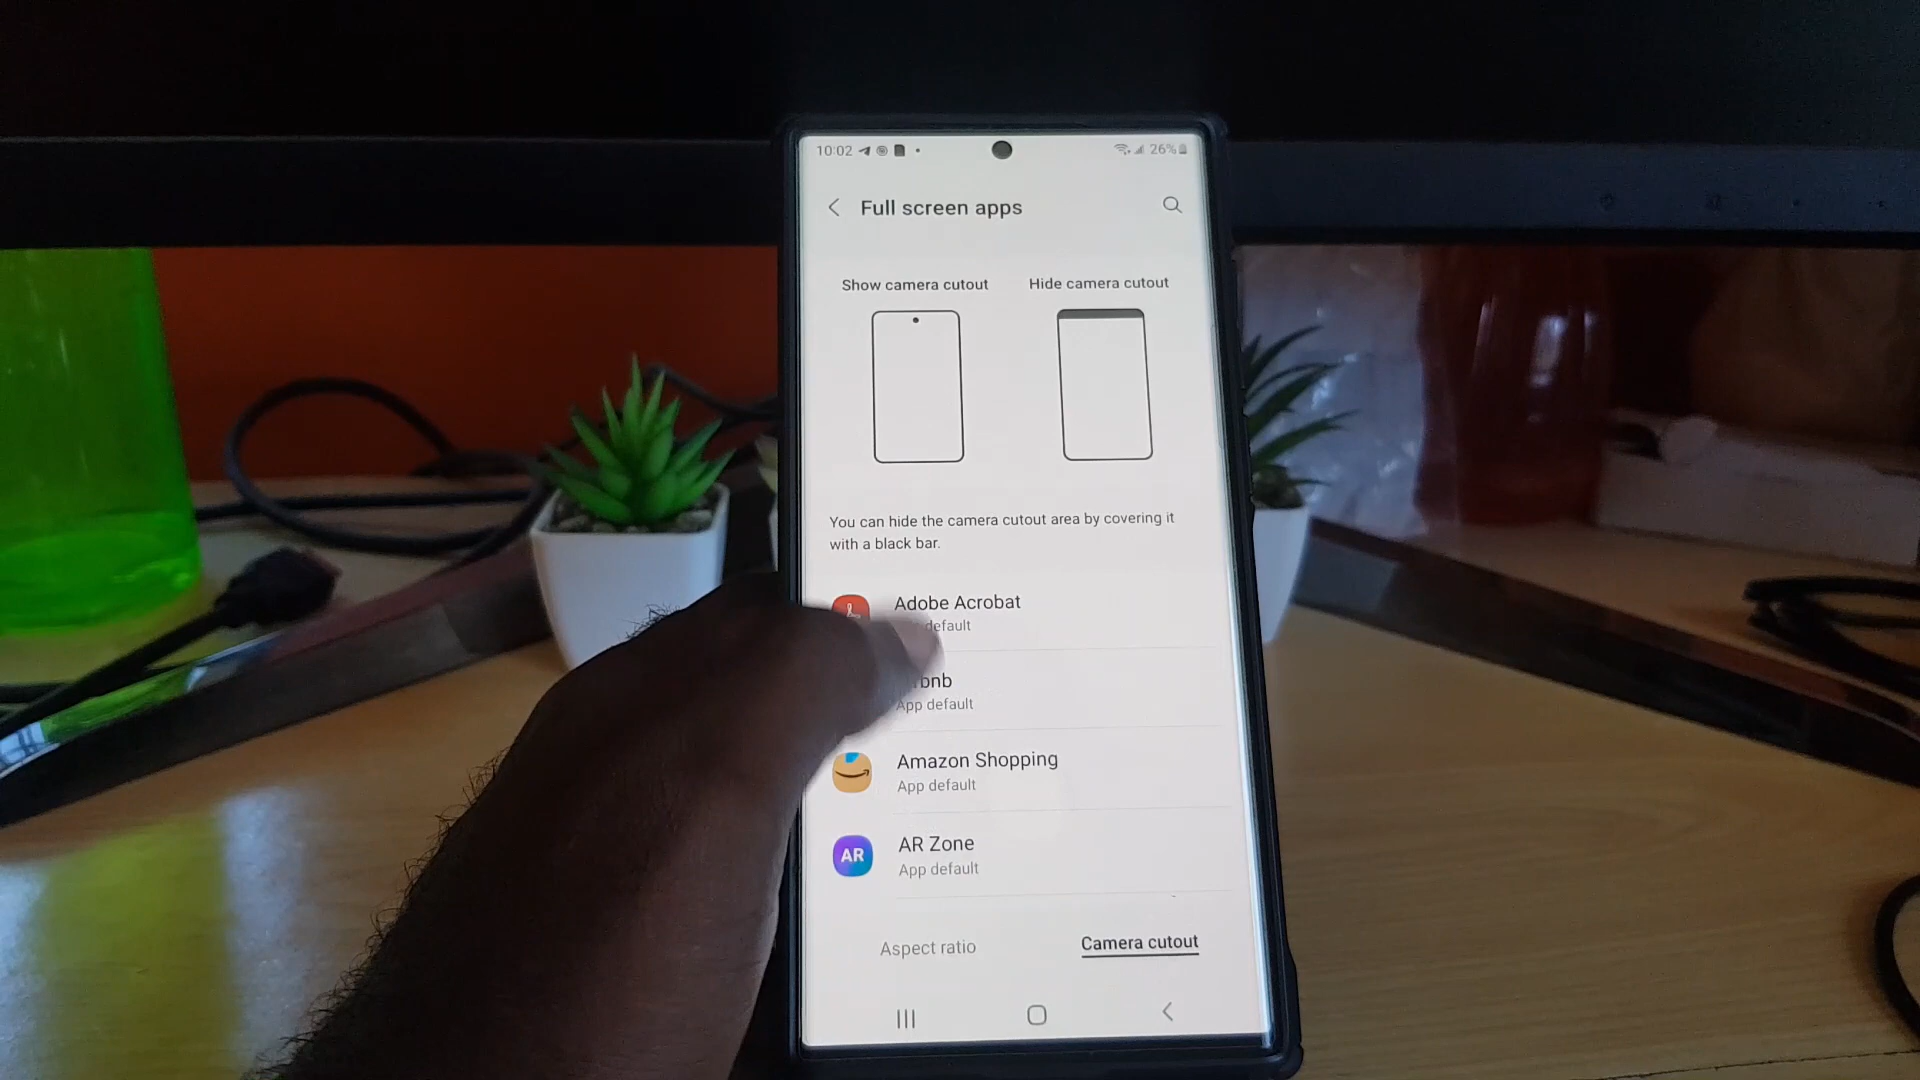 10:02
26%
Full screen apps
Show camera cutout
Hide camera cutout
You can hide the camera cutout area by covering it
with a black bar.
Adobe Acrobat
default
bnb
App default
Amazon Shopping
App default
AR
AR Zone
App default
Aspect ratio
Camera cutout